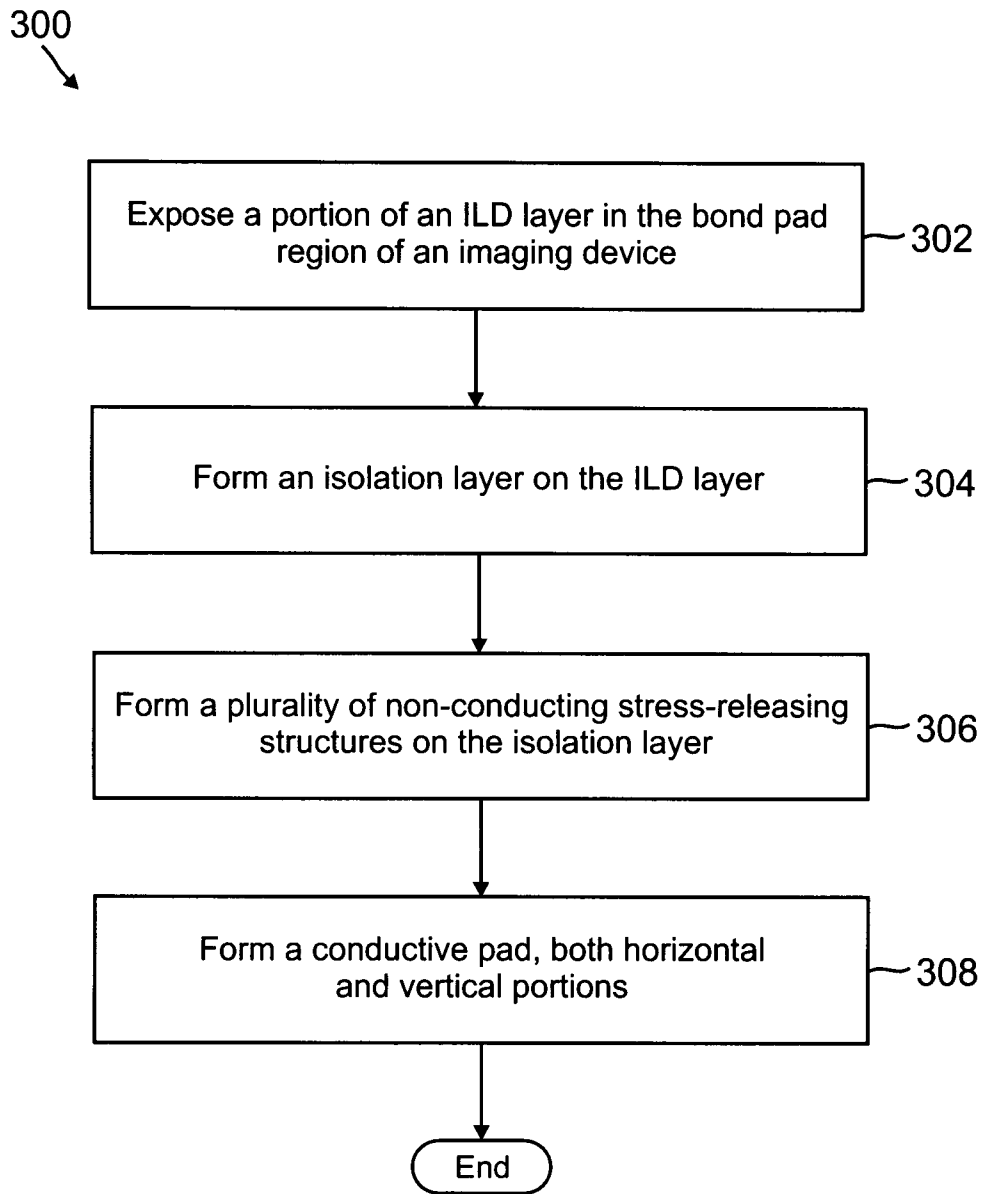 300
Expose a portion of an ILD layer in the bond pad
region of an imaging device
302
Form an isolation layer on the ILD layer
304
Form a plurality of non-conducting stress-releasing
structures on the isolation layer
306
Form a conductive pad, both horizontal
and vertical portions
308
End